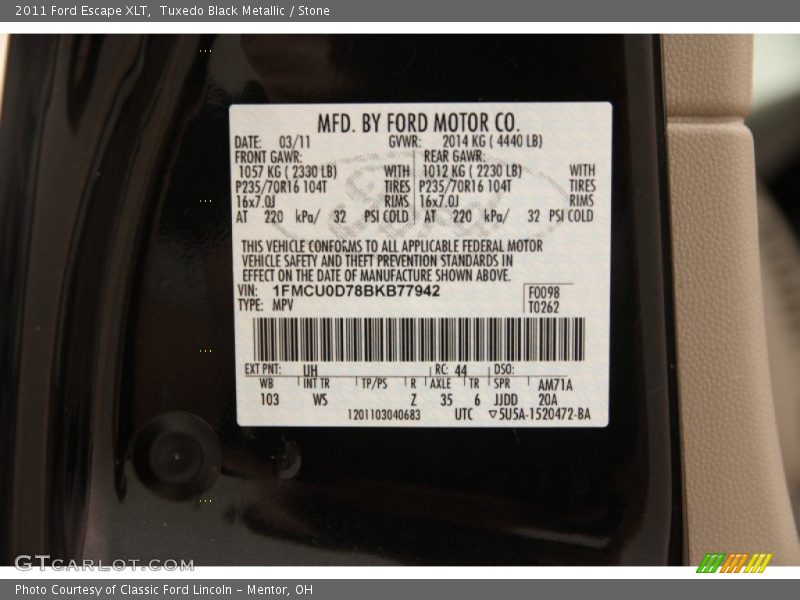 2011 Ford Escape XLT, Tuxedo Black Metallic / Stone
MFD. BY FORD MOTOR CO.
DATE: 03/11 GVWR: 2014 KG ( 4440 LB)
FRONT GAWR: REAR GAWR:
1057 KG ( 2330 LB) WITH 1012 KG ( 2230 LB) WITH
P235/70R16 104T TIRES P235/70R16 104T TIRES
16x7.0J RIMS 16x7.0J RIMS
AT 220 kPa/ 32 PSI COLD AT 220 kPa/ 32 PSI COLD
THIS VEHICLE CONFORMS TO ALL APPLICABLE FEDERAL MOTOR
VEHICLE SAFETY AND THEFT PREVENTION STANDARDS IN
EFFECT ON THE DATE OF MANUFACTURE SHOWN ABOVE.
VIN: 1FMCU0D78BKB77942 F0098
TYPE: MPV T0262
EXT PNT: UH RC: 44 DSO:
WB INT TR TP/PS R AXLE TR SPR AM71A
103 WS Z 35 6 JJDD 20A
1201103040683 UTC ▽5U5A-1520472-BA
GTCARLOT.COM
Photo Courtesy of Classic Ford Lincoln - Mentor, OH